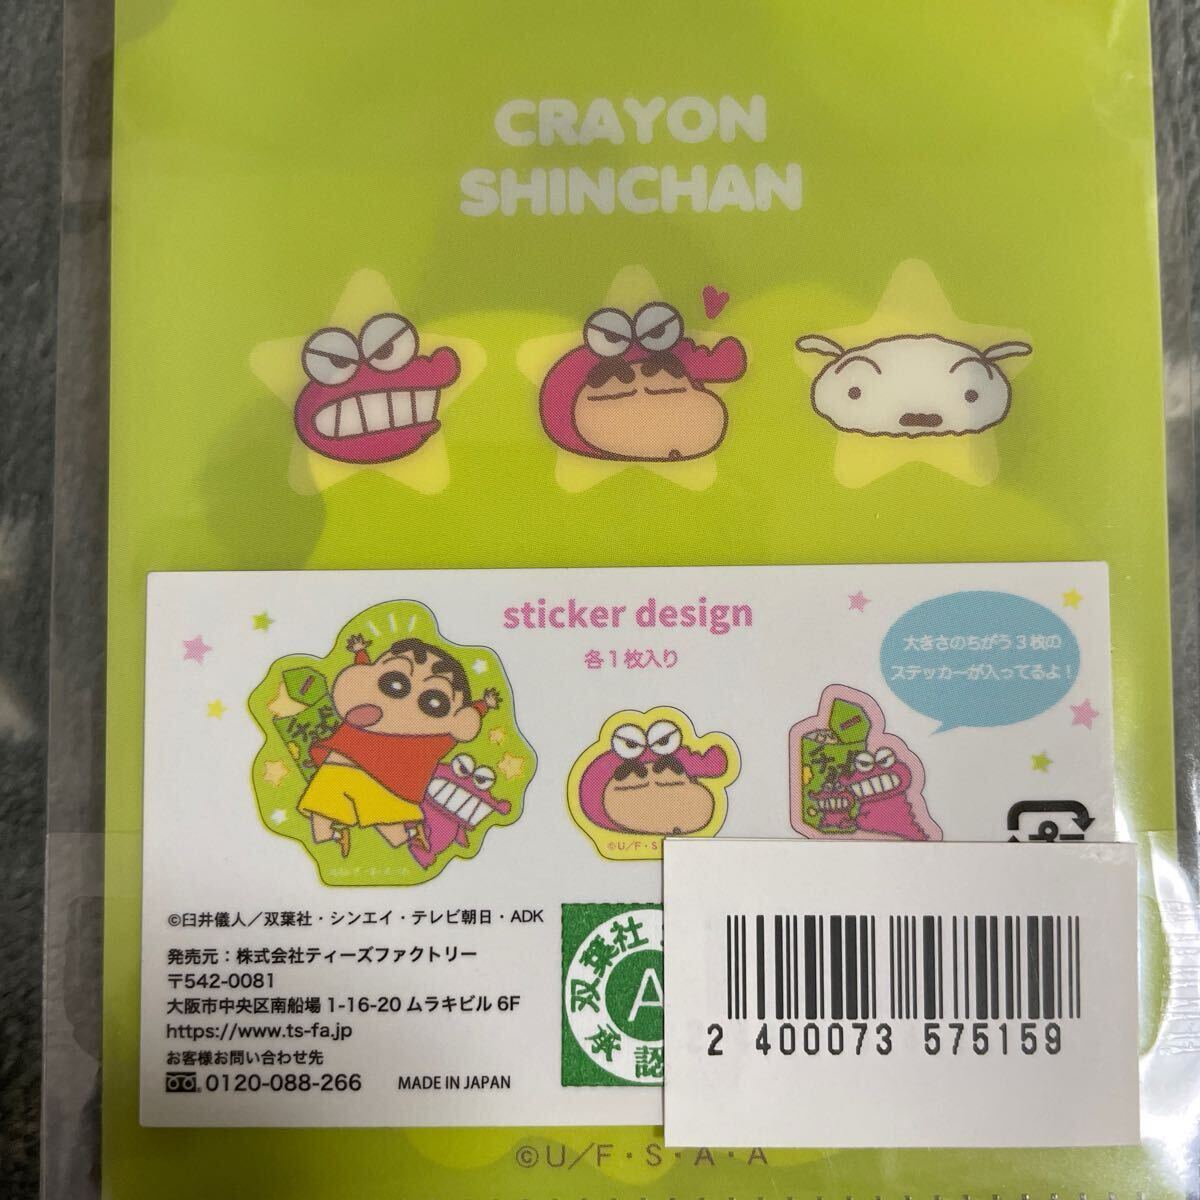 CRAYON
SHINCHAN
sticker design
各1枚入り
大きさのちがう3枚の
ステッカーが入ってるよ!
©U/F・S
©臼井儀人／双葉社・シンエイ・テレビ朝日・ADK
発売元：株式会社ティーズファクトリー
〒542-0081
大阪市中央区南船場 1-16-20 ムラキビル 6F
https://www.ts-fa.jp
お客様お問い合わせ先
0120-088-266
MADE IN JAPAN
双葉社
A
承認
2 400073 575159
©U/F・S・A・A